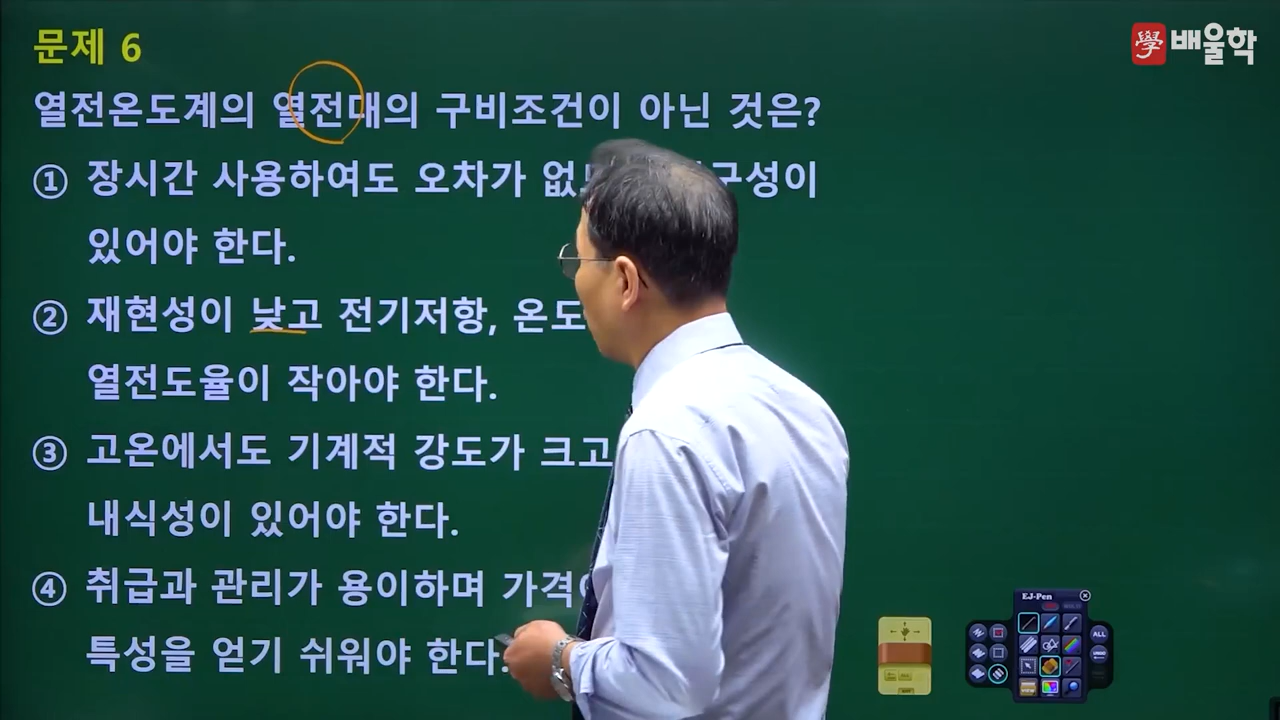 문제 6
學 배울학
열전온도계의 열전대의 구비조건이 아닌 것은?
① 장시간 사용하여도 오차가 구성이
있어야 한다.
② 재현성이 낮고 전기저항, 온도
열전도율이 작아야 한다.
③ 고온에서도 기계적 강도가 크고
내식성이 있어야 한다.
④ 취급과 관리가 용이하며
특성을 얻기 쉬워야 한다.
EJ-Pen
ALL
VIEW